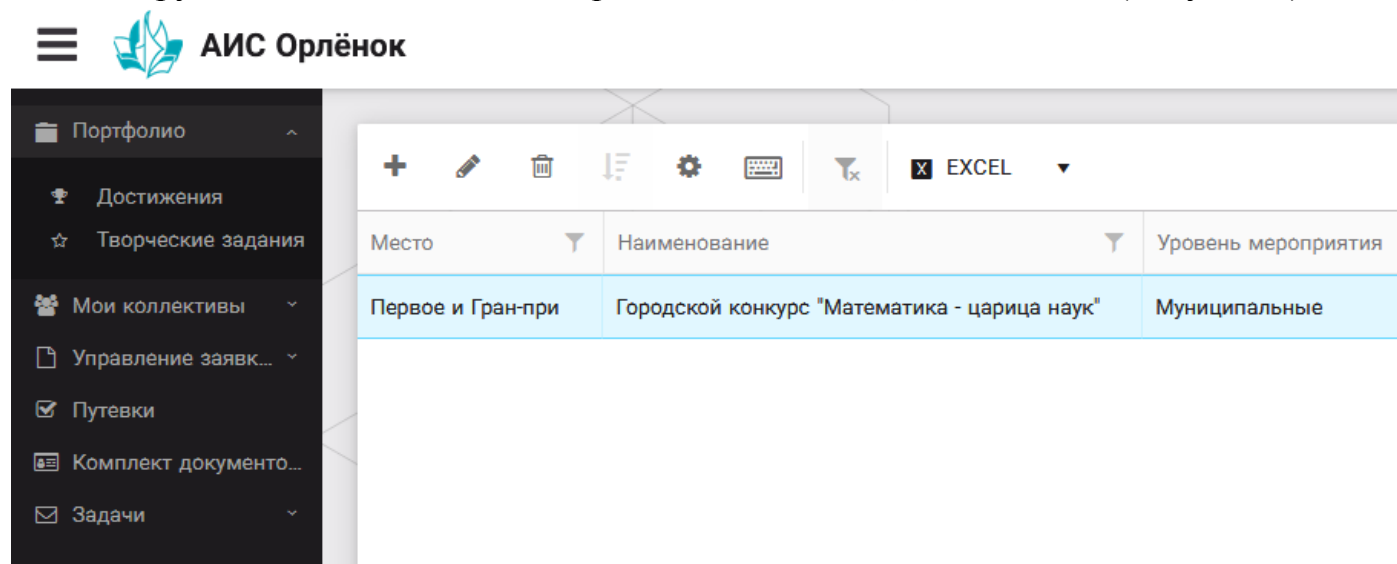 АИС Орлёнок
Портфолио
Достижения
Творческие задания
Мои коллективы
Управление заявк...
Путевки
Комплект документо...
Задачи
X EXCEL
Место Наименование Уровень мероприятия
Первое и Гран-при Городской конкурс "Математика - царица наук" Муниципальные